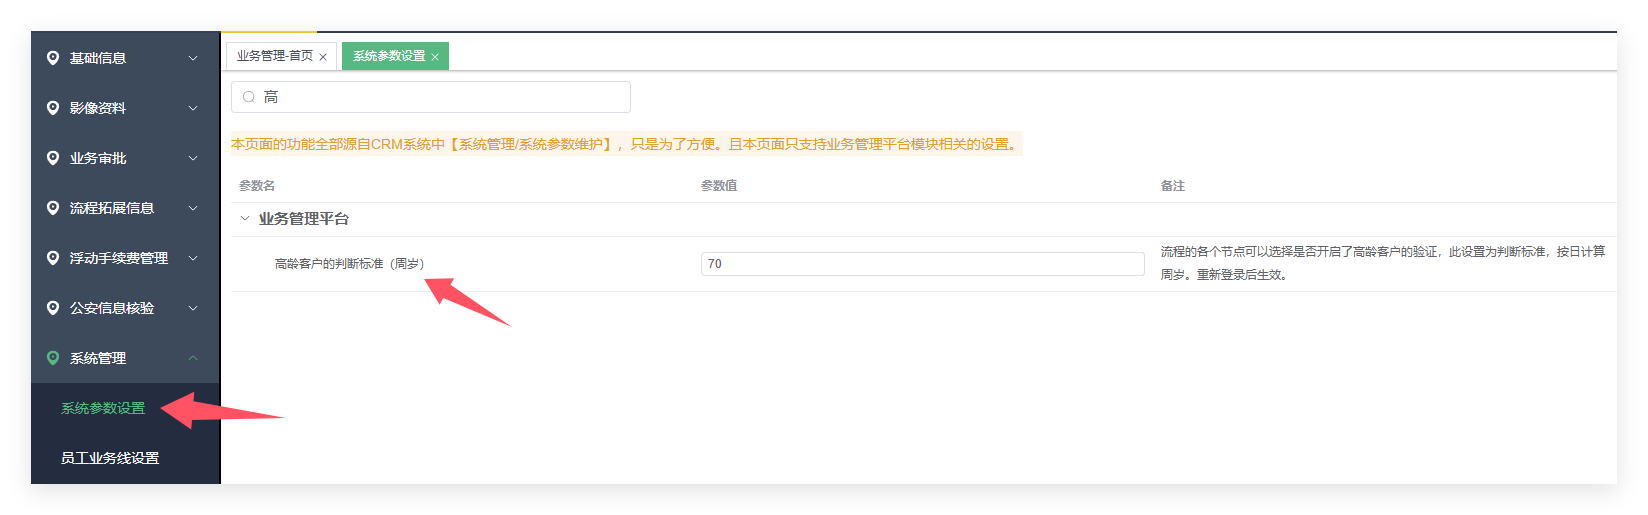 基础信息
影像资料
业务审批
流程拓展信息
浮动手续费管理
公安信息核验
系统管理
系统参数设置
员工业务线设置
业务管理-首页 ×
系统参数设置 ×
高
本页面的功能全部源自CRM系统中【系统管理/系统参数维护】，只是为了方便。且本页面只支持业务管理平台模块相关的设置。
参数名 参数值 备注
业务管理平台
高龄客户的判断标准（周岁） 70
流程的各个节点可以选择是否开启了高龄客户的验证，此设置为判断标准，按日计算
周岁。重新登录后生效。